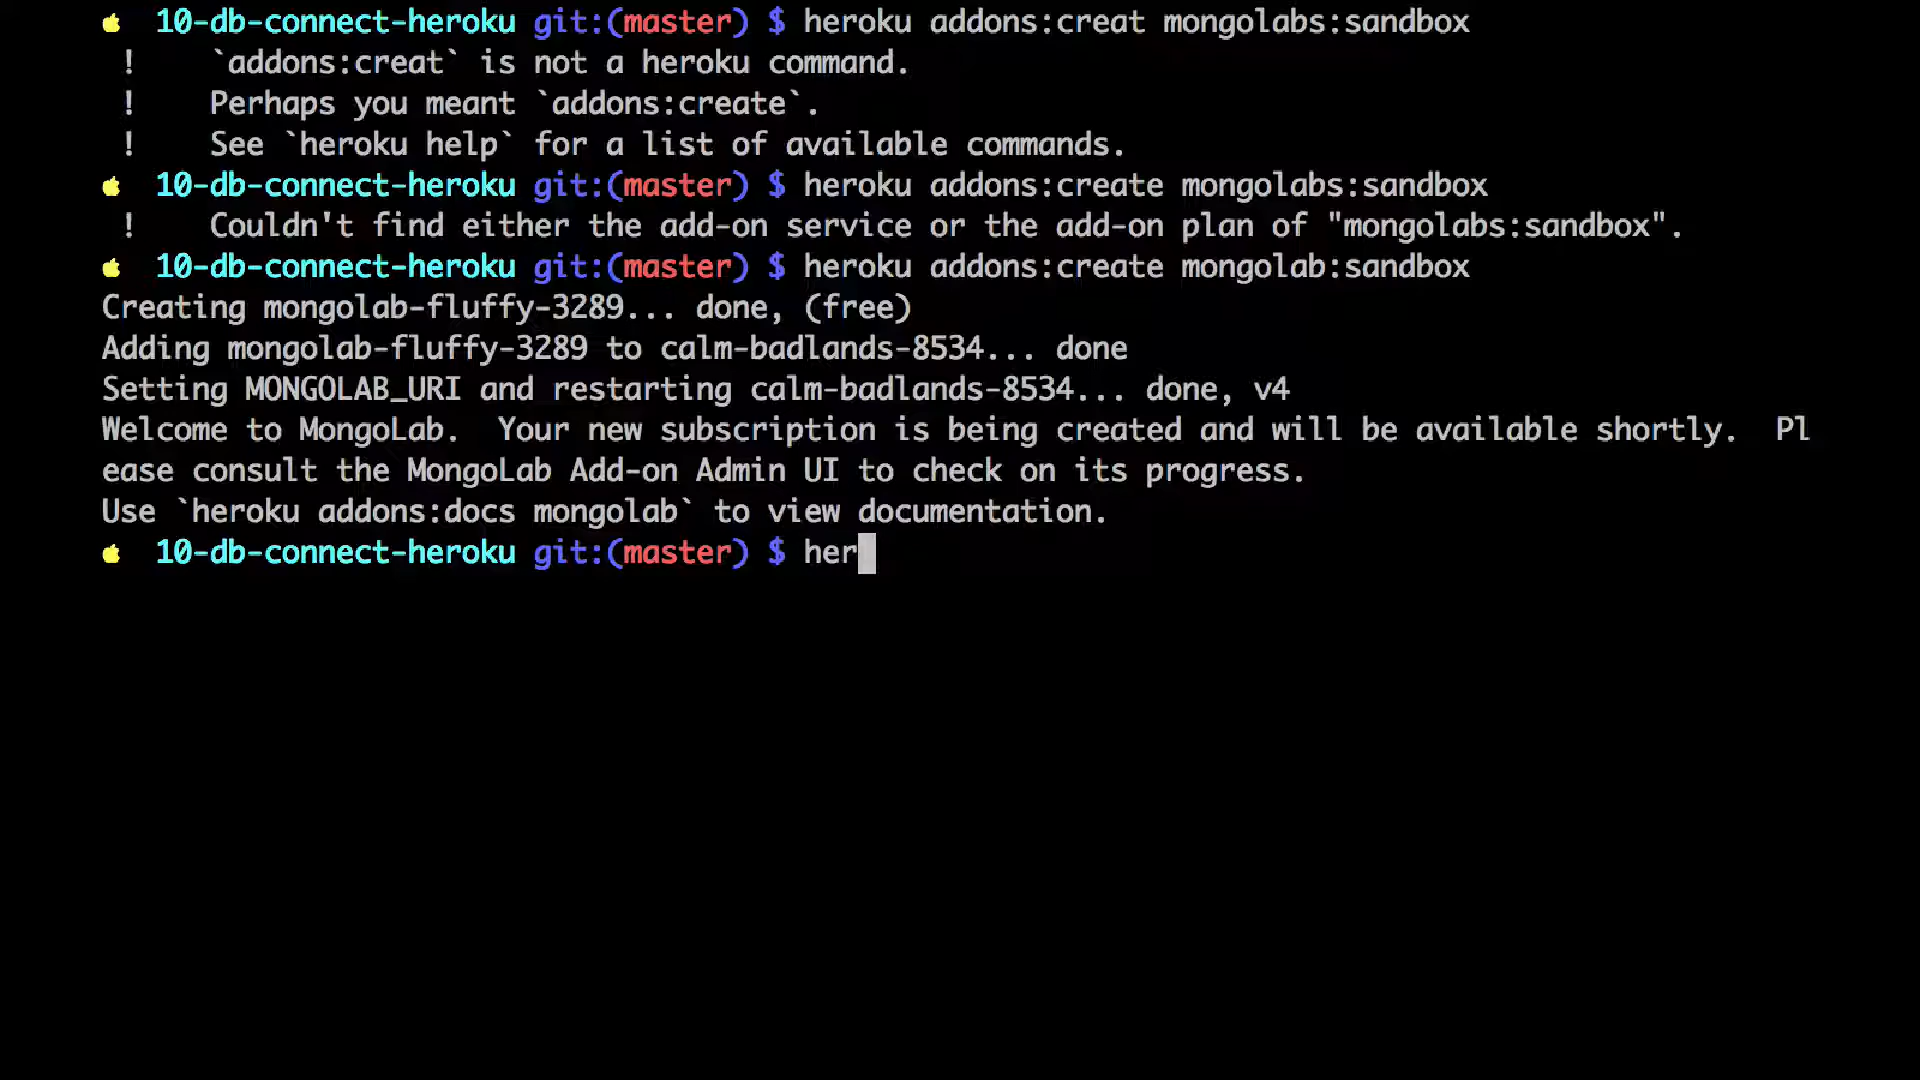 10-db-connect-heroku git:(master) $ heroku addons:creat mongolabs:sandbox
!    `addons:creat` is not a heroku command.
!    Perhaps you meant `addons:create`.
!    See `heroku help` for a list of available commands.
10-db-connect-heroku git:(master) $ heroku addons:create mongolabs:sandbox
!    Couldn't find either the add-on service or the add-on plan of "mongolabs:sandbox".
10-db-connect-heroku git:(master) $ heroku addons:create mongolab:sandbox
Creating mongolab-fluffy-3289... done, (free)
Adding mongolab-fluffy-3289 to calm-badlands-8534... done
Setting MONGOLAB_URI and restarting calm-badlands-8534... done, v4
Welcome to MongoLab.  Your new subscription is being created and will be available shortly.  Pl
ease consult the MongoLab Add-on Admin UI to check on its progress.
Use `heroku addons:docs mongolab` to view documentation.
10-db-connect-heroku git:(master) $ her